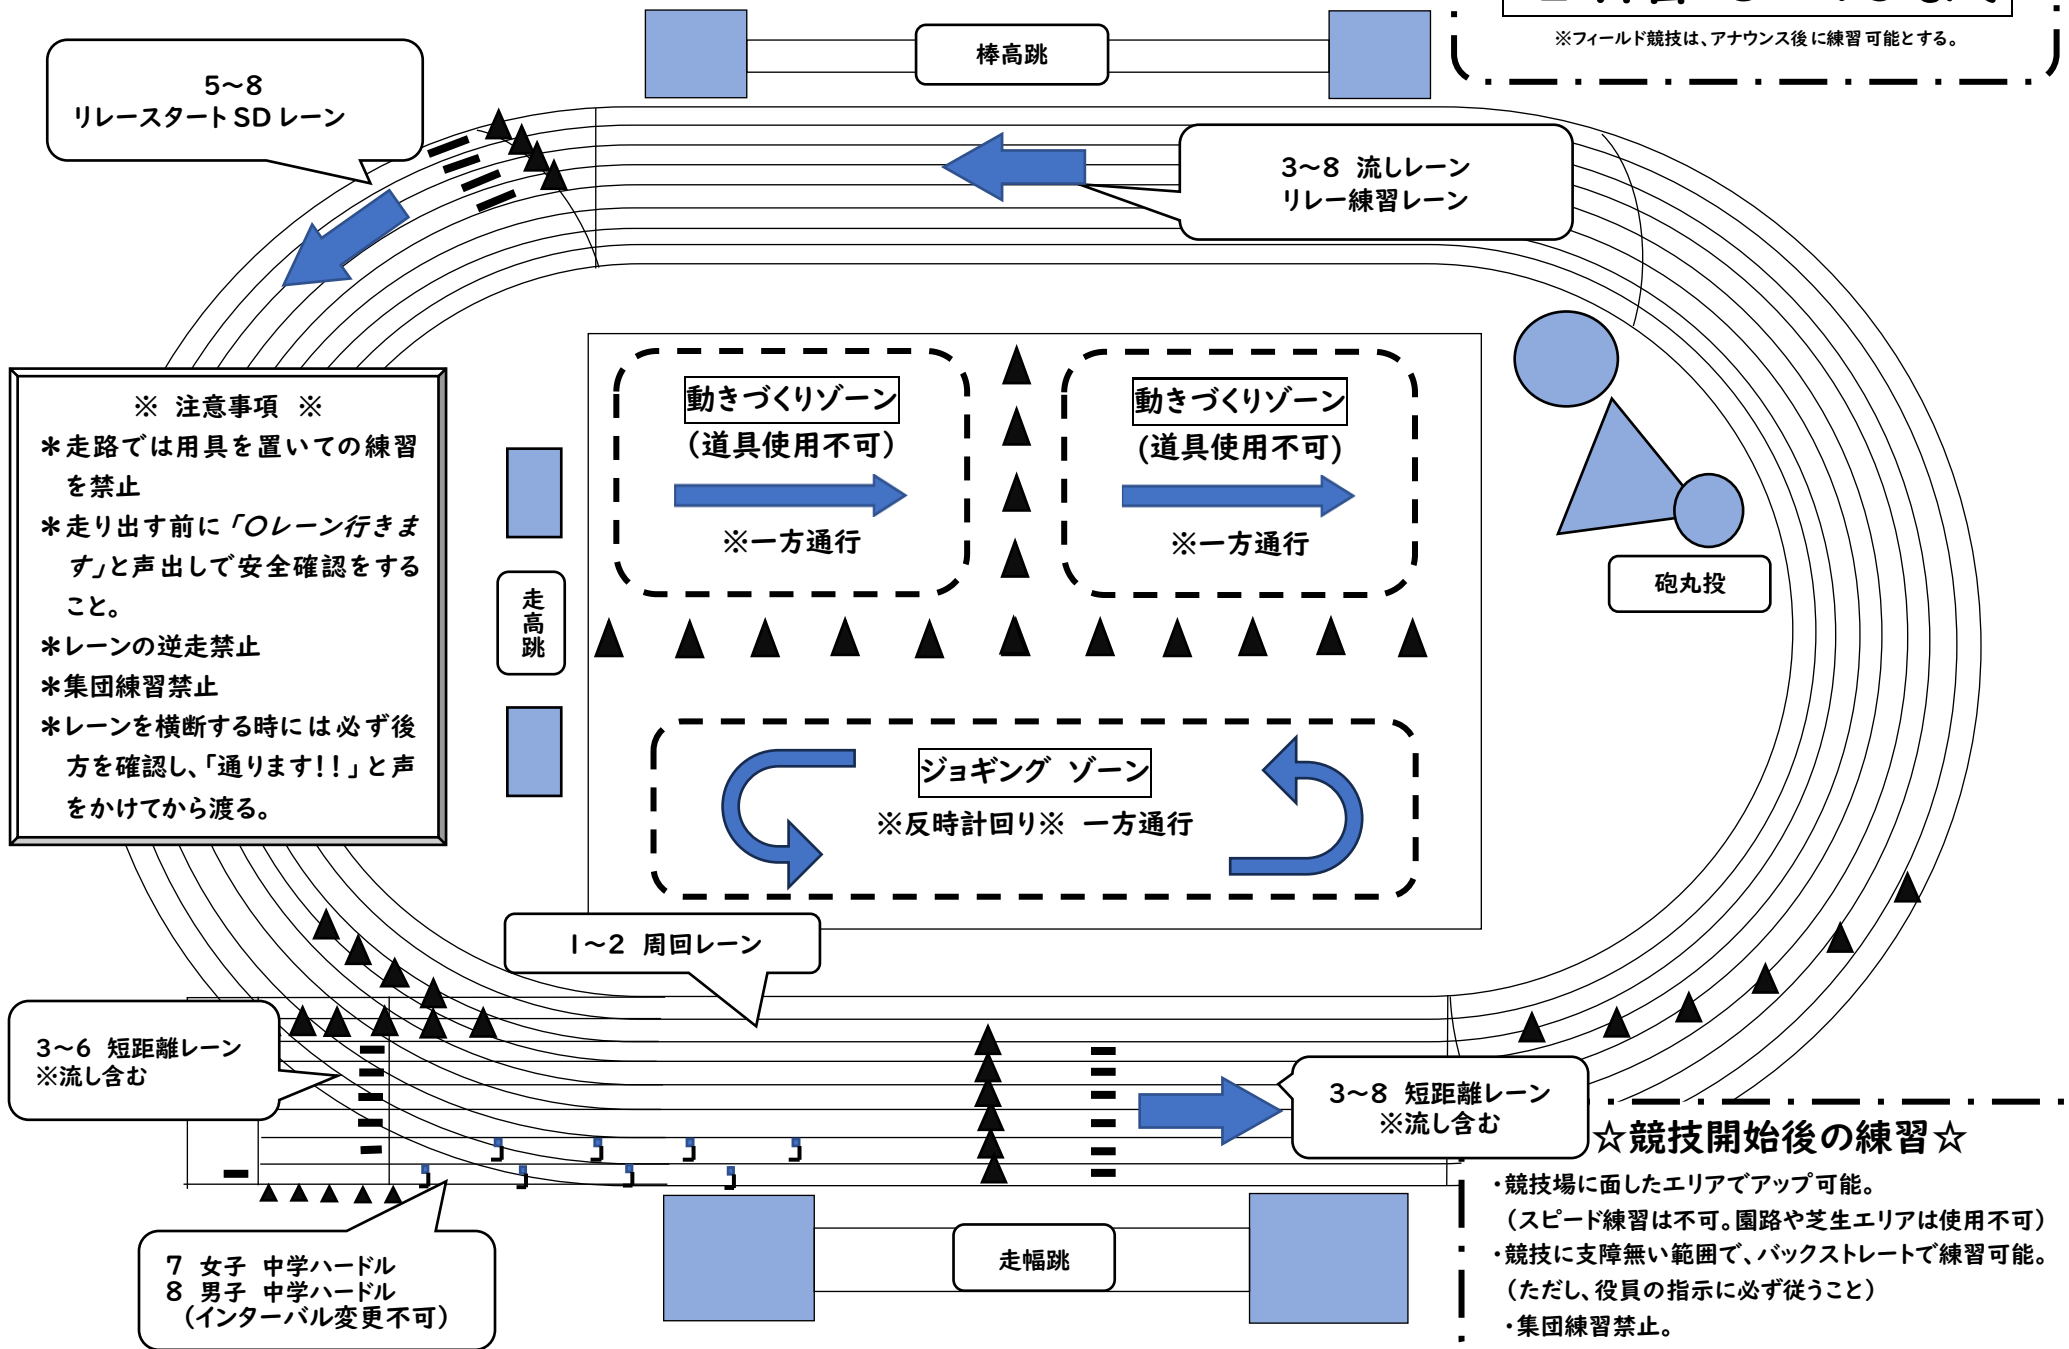 ※フィールド競技は、アナウンス後に練習可能とする。
棒高跳
5～8
リレースタートSDレーン
3～8 流しレーン
リレー練習レーン
※ 注意事項 ※
＊走路では用具を置いての練習
を禁止
＊走り出す前に「〇レーン行きま
す」と声出しで安全確認をする
こと。
＊レーンの逆走禁止
＊集団練習禁止
＊レーンを横断する時には必ず後
方を確認し、「通ります！！」と声
をかけてから渡る。
動きづくりゾーン
（道具使用不可）
※一方通行
動きづくりゾーン
(道具使用不可)
※一方通行
走高跳
砲丸投
ジョギング ゾーン
※反時計回り※ 一方通行
1～2 周回レーン
3～6 短距離レーン
※流し含む
3～8 短距離レーン
※流し含む
7 女子 中学ハードル
8 男子 中学ハードル
（インターバル変更不可）
走幅跳
☆競技開始後の練習☆
・競技場に面したエリアでアップ可能。
（スピード練習は不可。園路や芝生エリアは使用不可）
・競技に支障無い範囲で、バックストレートで練習可能。
（ただし、役員の指示に必ず従うこと）
・集団練習禁止。